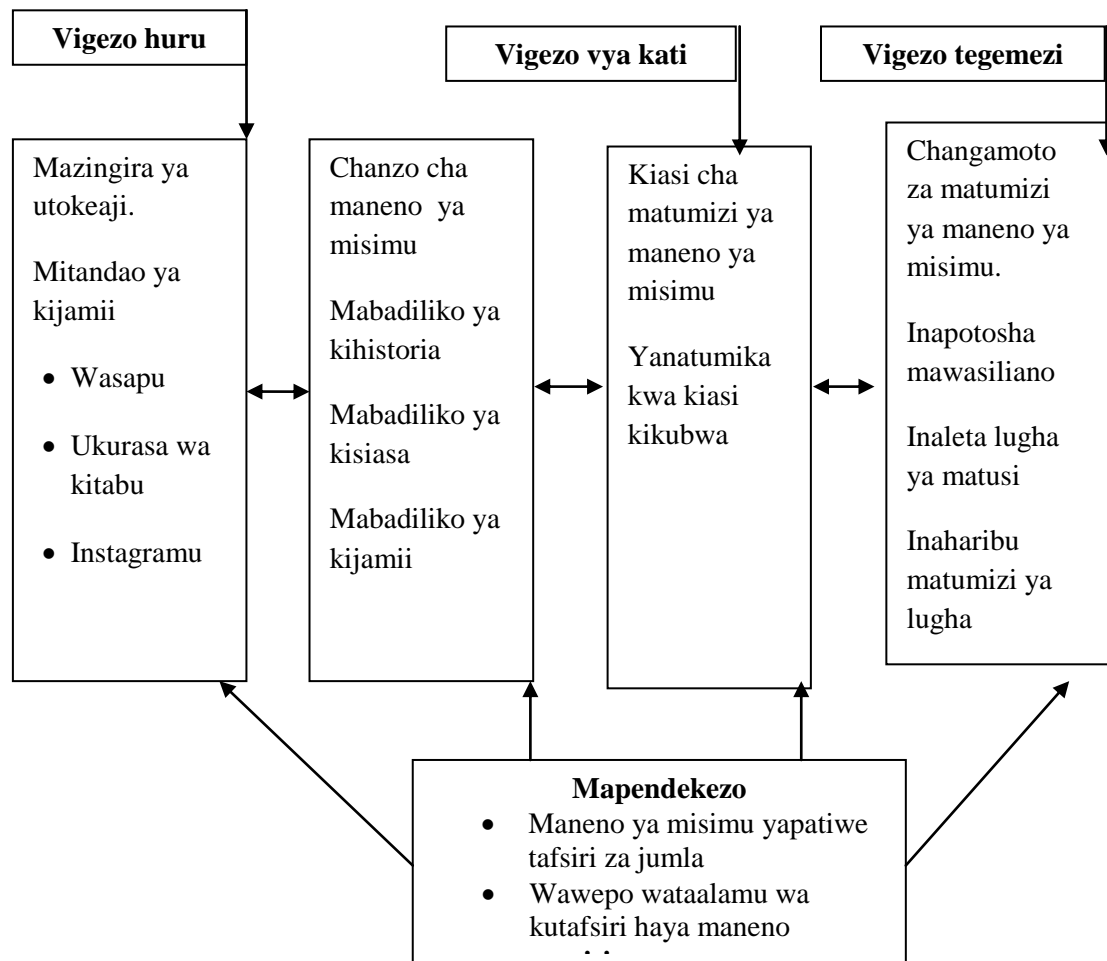 Vigezo huru
Vigezo vya kati
Vigezo tegemezi
Mazingira ya
utokeaji.
Mitandao ya
kijamii
• Wasapu
• Ukurasa wa
kitabu
• Instagramu
Chanzo cha
maneno ya
misimu
Mabadiliko ya
kihistoria
Mabadiliko ya
kisiasa
Mabadiliko ya
kijamii
Kiasi cha
matumizi ya
maneno ya
misimu
Yanatumika
kwa kiasi
kikubwa
Changamoto
za matumizi
ya maneno ya
misimu.
Inapotosha
mawasiliano
Inaleta lugha
ya matusi
Inaharibu
matumizi ya
lugha
Mapendekezo
• Maneno ya misimu yapatiwe
tafsiri za jumla
• Wawepo wataalamu wa
kutafsiri haya maneno